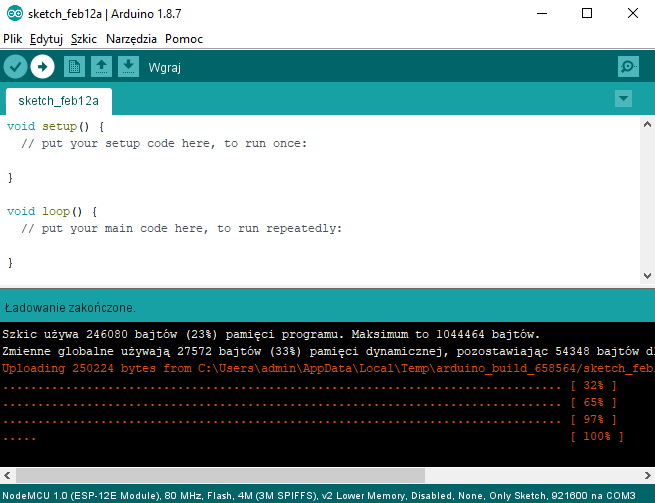 sketch_feb12a | Arduino 1.8.7
Plik Edytuj Szkic Narzędzia Pomoc
Wgraj
sketch_feb12a
void setup() {
// put your setup code here, to run once:
}
void loop() {
// put your main code here, to run repeatedly:
}
Ładowanie zakończone.
Szkic używa 246080 bajtów (23%) pamięci programu. Maksimum to 1044464 bajtów.
Zmienne globalne używają 27572 bajtów (33%) pamięci dynamicznej, pozostawiając 54348 bajtów dl
Uploading 250224 bytes from C:\Users\admin\AppData\Local\Temp\arduino_build_658564/sketch_feb
................................................................................ [ 32% ]
................................................................................ [ 65% ]
................................................................................ [ 97% ]
..... [ 100% ]
NodeMCU 1.0 (ESP-12E Module), 80 MHz, Flash, 4M (3M SPIFFS), v2 Lower Memory, Disabled, None, Only Sketch, 921600 na COM3